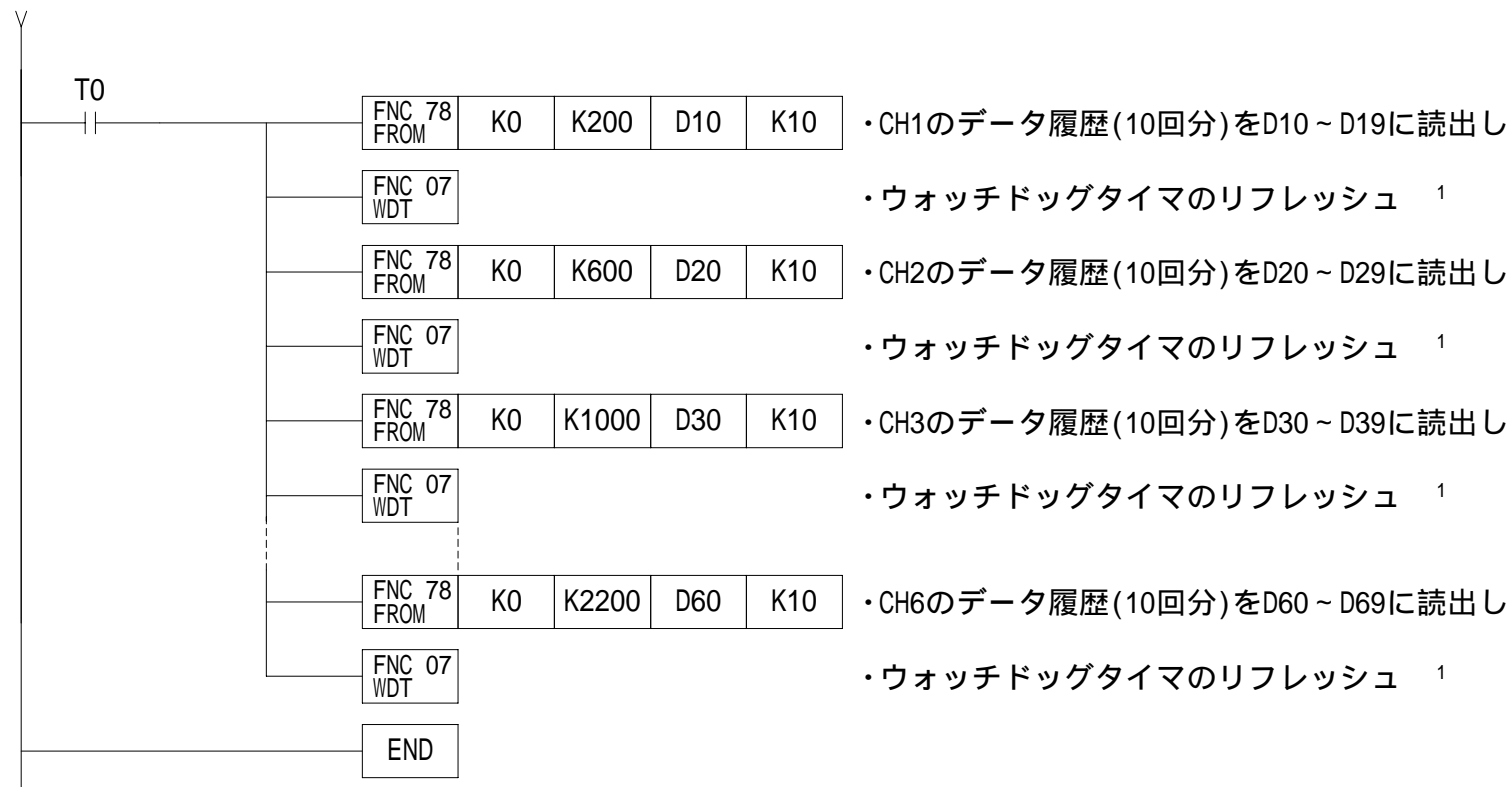 T0
FNC 78 FROM K0 K200 D10 K10 ・CH1のデータ履歴(10回分)をD10~D19に読出し
FNC 07 WDT ・ウォッチドッグタイマのリフレッシュ 1
FNC 78 FROM K0 K600 D20 K10 ・CH2のデータ履歴(10回分)をD20~D29に読出し
FNC 07 WDT ・ウォッチドッグタイマのリフレッシュ 1
FNC 78 FROM K0 K1000 D30 K10 ・CH3のデータ履歴(10回分)をD30~D39に読出し
FNC 07 WDT ・ウォッチドッグタイマのリフレッシュ 1
FNC 78 FROM K0 K2200 D60 K10 ・CH6のデータ履歴(10回分)をD60~D69に読出し
FNC 07 WDT ・ウォッチドッグタイマのリフレッシュ 1
END